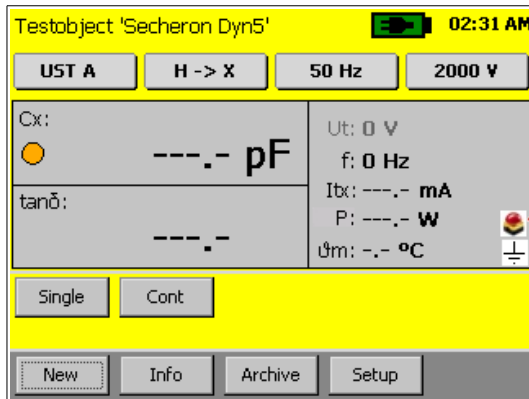 Testobject 'Secheron Dyn5' 02:31 AM
UST A H -> X 50 Hz 2000 V
Cx:
---.- pF
tanδ:
---.-
Ut: 0 V
f: 0 Hz
Itx: ---.- mA
P: ---.- W
ϑm: -.- ºC
Single Cont
New Info Archive Setup